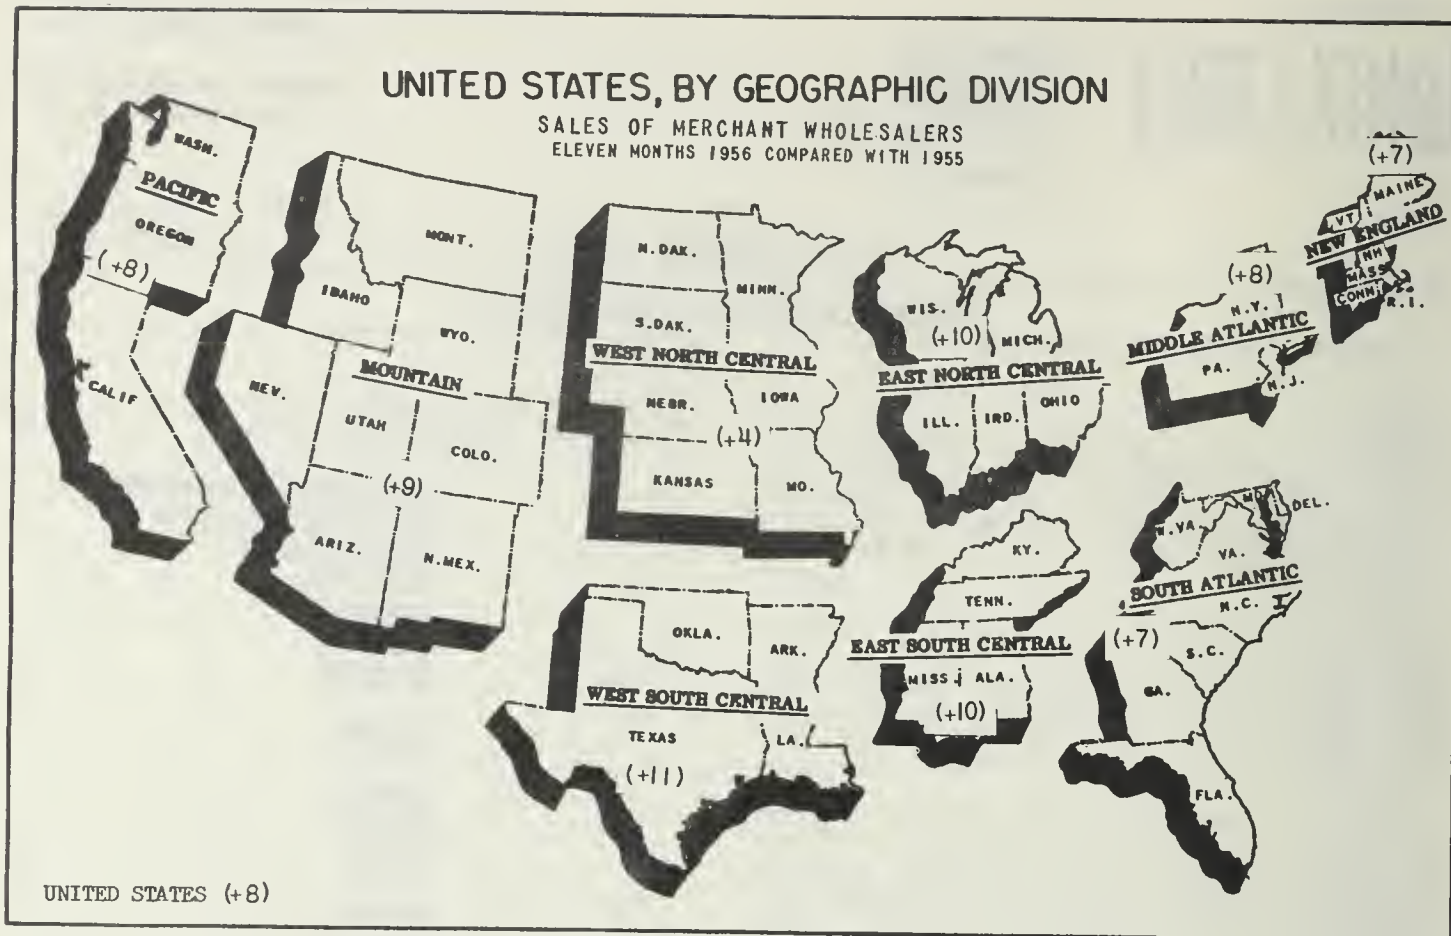 UNITED STATES, BY GEOGRAPHIC DIVISION
SALES OF MERCHANT WHOLESALERS
ELEVEN MONTHS 1956 COMPARED WITH 1955
WASH.
PACIFIC
OREGON
(+8)
CALIF
MONT.
IDAHO
WYO.
MOUNTAIN
NEV.
UTAH
COLO.
(+9)
ARIZ.
N.MEX.
N.DAK.
MINN.
S.DAK.
WEST NORTH CENTRAL
NEBR.
IOWA
(+4)
KANSAS
MO.
WIS.
(+10)
MICH.
EAST NORTH CENTRAL
ILL.
IRD.
OHIO
(+8)
N.Y.
MIDDLE ATLANTIC
PA.
N.J.
(+7)
MAINE
VT
NEW ENGLAND
NH
MASS
CONN
R.I.
OKLA.
ARK.
WEST SOUTH CENTRAL
TEXAS
LA.
(+11)
KY.
TENN.
EAST SOUTH CENTRAL
MISS.
ALA.
(+10)
MD.
DEL.
W.VA.
VA.
SOUTH ATLANTIC
N.C.
(+7)
S.C.
GA.
FLA.
UNITED STATES (+8)